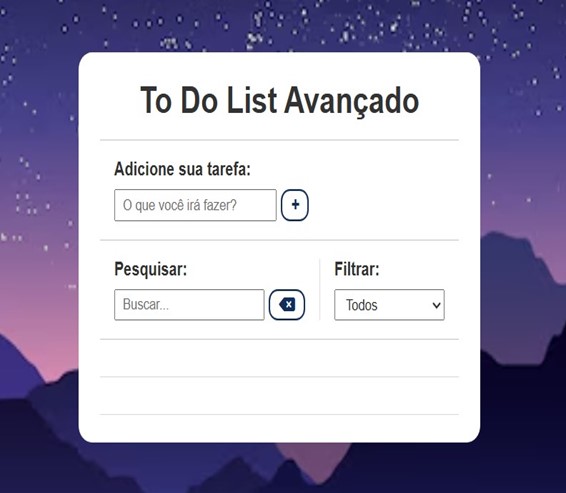 To Do List Avançado
Adicione sua tarefa:
O que você irá fazer?
+
Pesquisar:
Filtrar:
Buscar...
Todos